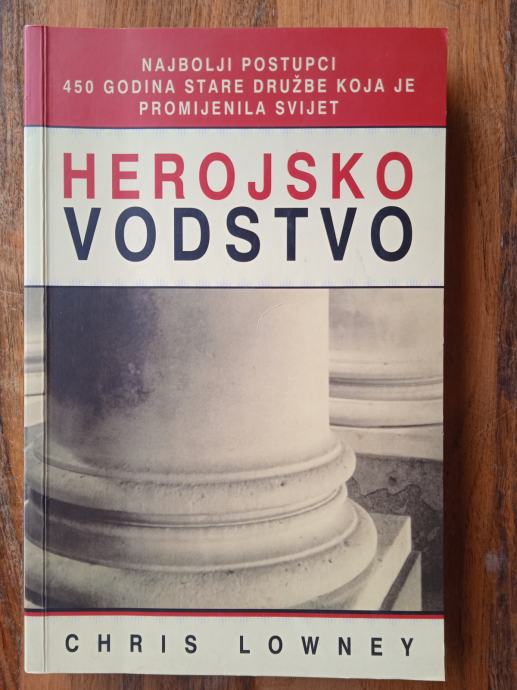 NAJBOLJI POSTUPCI
450 GODINA STARE DRUŽBE KOJA JE
PROMIJENILA SVIJET
HEROJSKO
VODSTVO
CHRIS LOWNEY